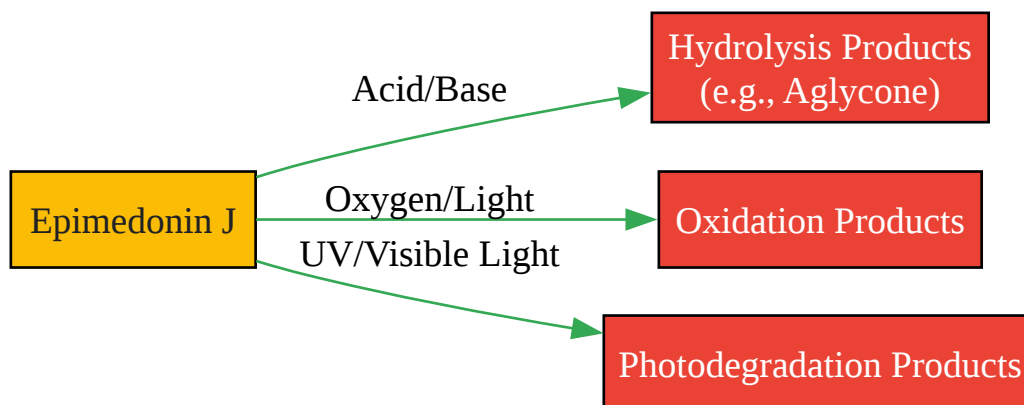 Hydrolysis Products
(e.g., Aglycone)
Acid/Base
Epimedonin J
Oxygen/Light
Oxidation Products
UV/Visible Light
Photodegradation Products